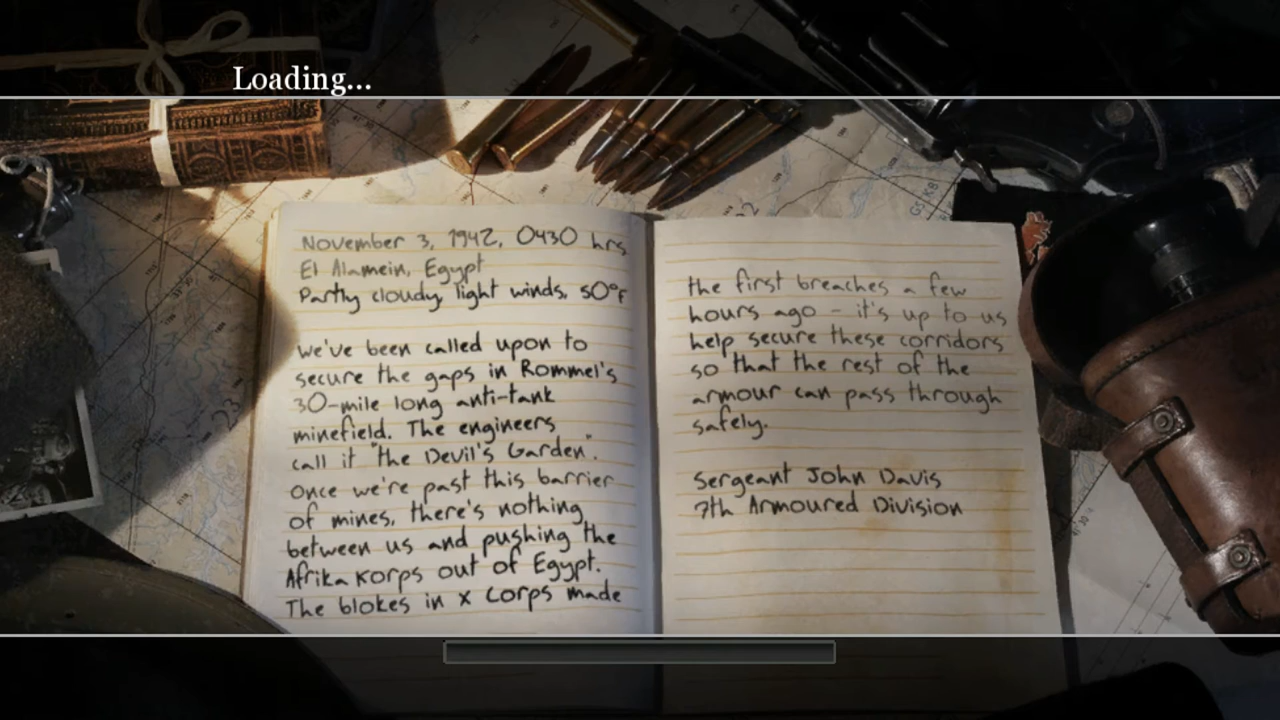 Loading...
November 3, 1942, 0430 hrs
El Alamein, Egypt
Partly cloudy, light winds, 50°F
We've been called upon to
secure the gaps in Rommel's
30-mile long anti-tank
minefield. The engineers
call it "the Devil's Garden".
Once we're past this barrier
of mines, there's nothing
between us and pushing the
Afrika Korps out of Egypt.
The blokes in X Corps made
the first breaches a few
hours ago - it's up to us
help secure these corridors
so that the rest of the
armour can pass through
safely.
Sergeant John Davis
7th Armoured Division